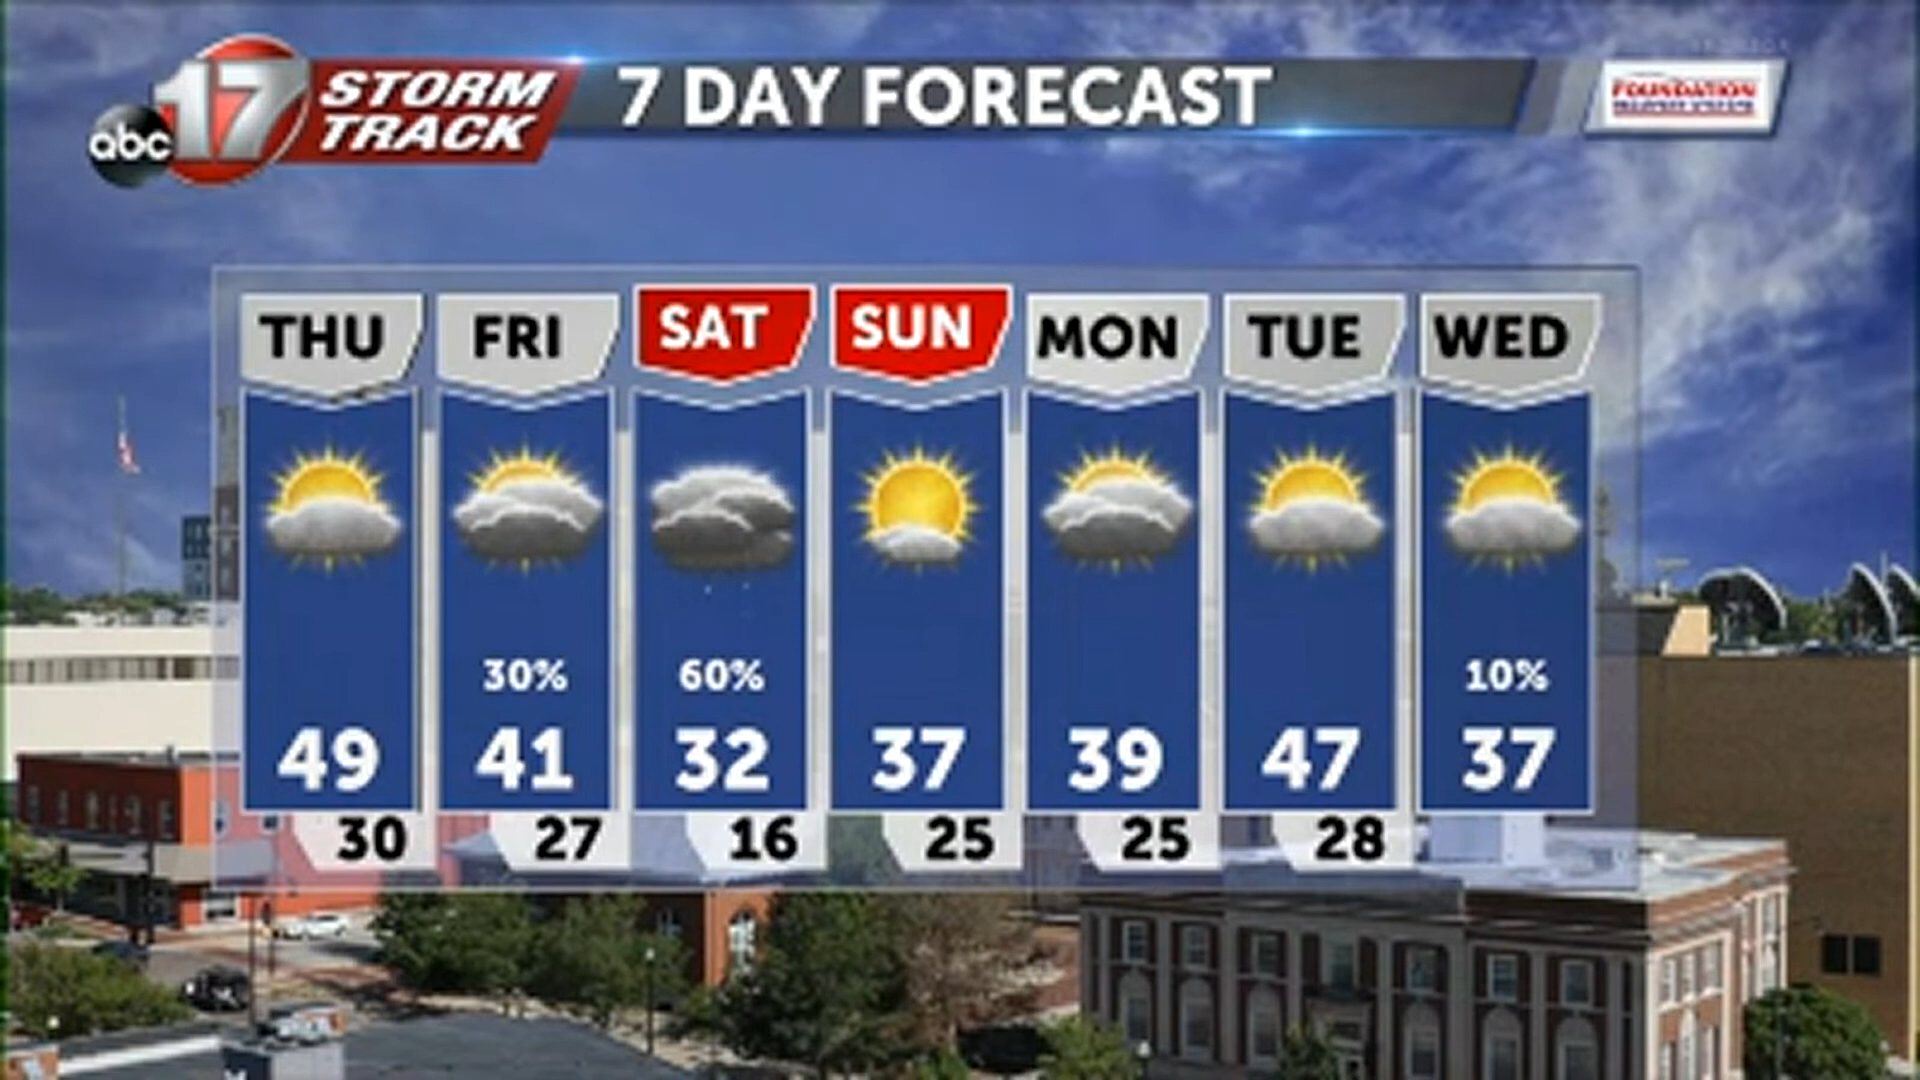 abc 17 STORM TRACK
7 DAY FORECAST
FOUNDATION
THU FRI SAT SUN MON TUE WED
30% 60% 10%
49 41 32 37 39 47 37
30 27 16 25 25 28